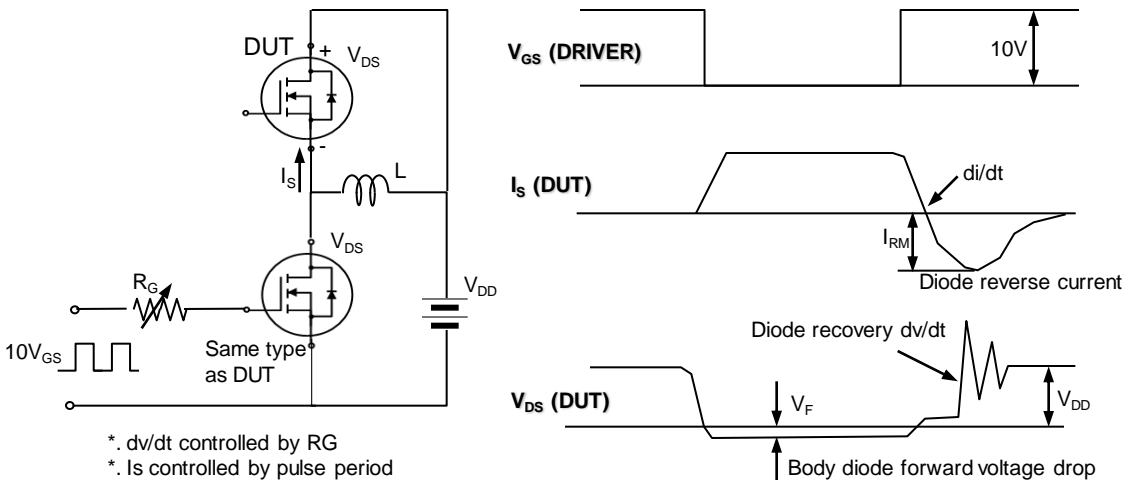 DUT
+
V_DS
-
I_S
L
V_DS
R_G
V_DD
10V_GS
Same type
as DUT
*. dv/dt controlled by RG
*. Is controlled by pulse period
V_GS (DRIVER)
10V
I_S (DUT)
di/dt
I_RM
Diode reverse current
Diode recovery dv/dt
V_DS (DUT)
V_F
V_DD
Body diode forward voltage drop